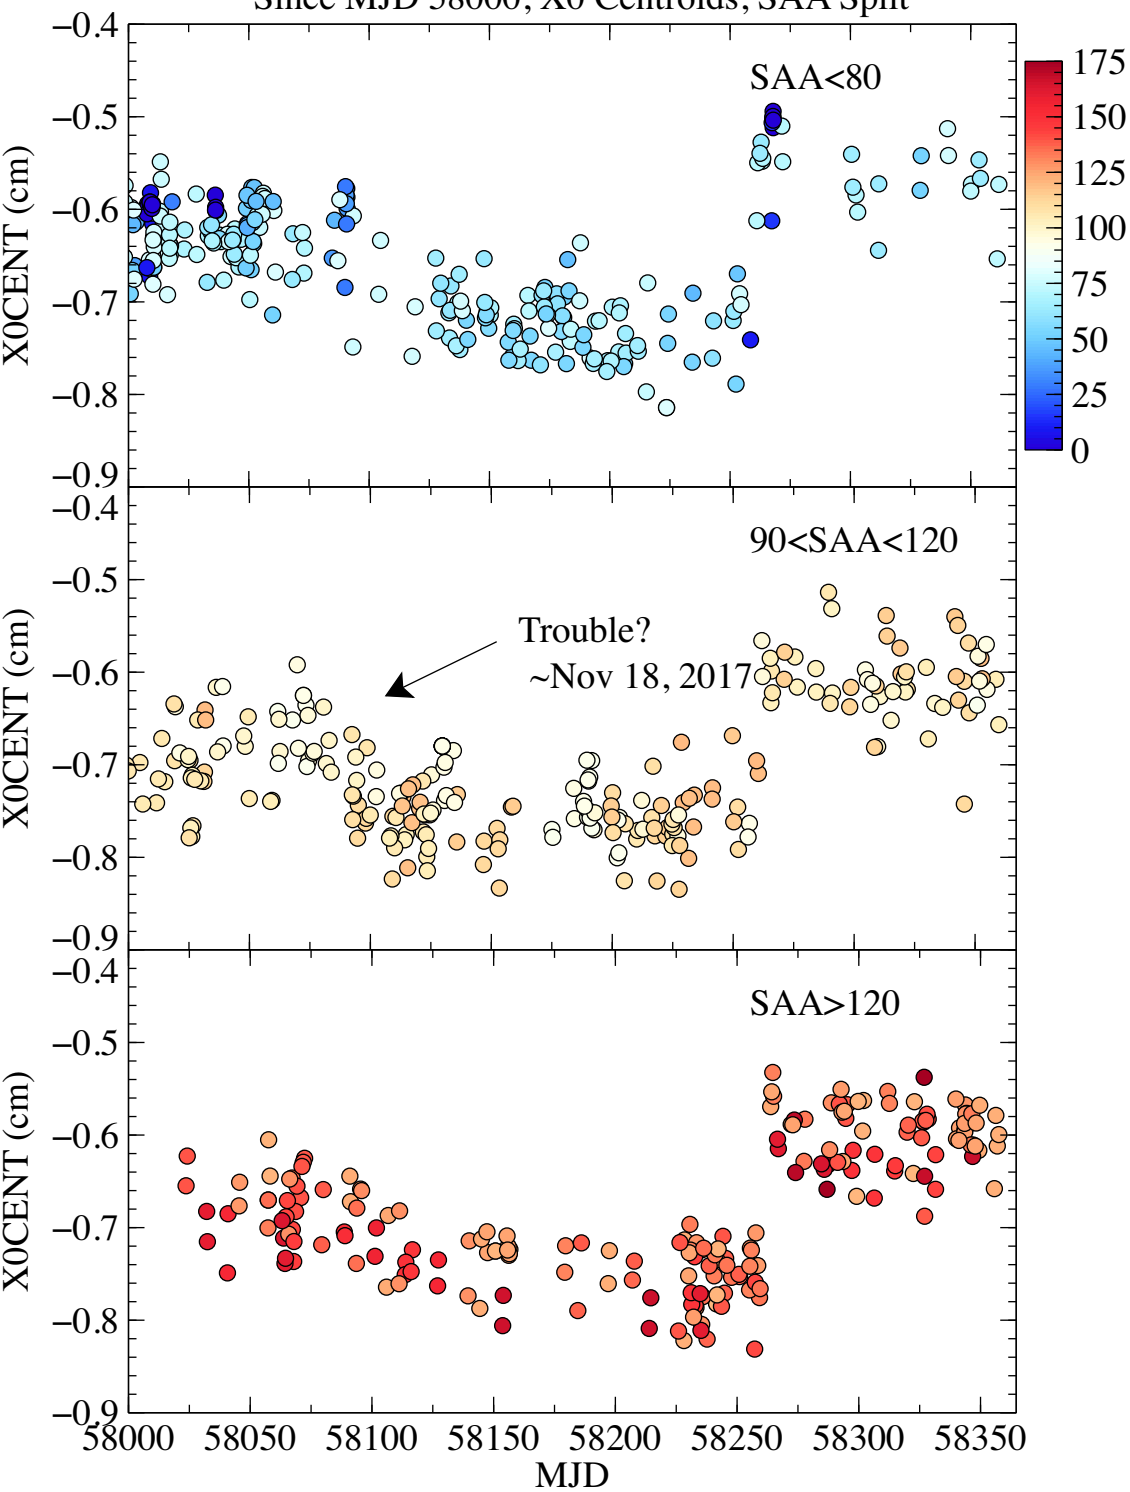 Since MJD 58000, X0 Centroids, SAA Split
−0.4
−0.5
−0.6
−0.7
−0.8
−0.9
X0CENT (cm)
SAA<80
175
150
125
100
75
50
25
0
−0.4
−0.5
−0.6
−0.7
−0.8
−0.9
X0CENT (cm)
90<SAA<120
Trouble?
~Nov 18, 2017
−0.4
−0.5
−0.6
−0.7
−0.8
−0.9
X0CENT (cm)
SAA>120
58000 58050 58100 58150 58200 58250 58300 58350
MJD